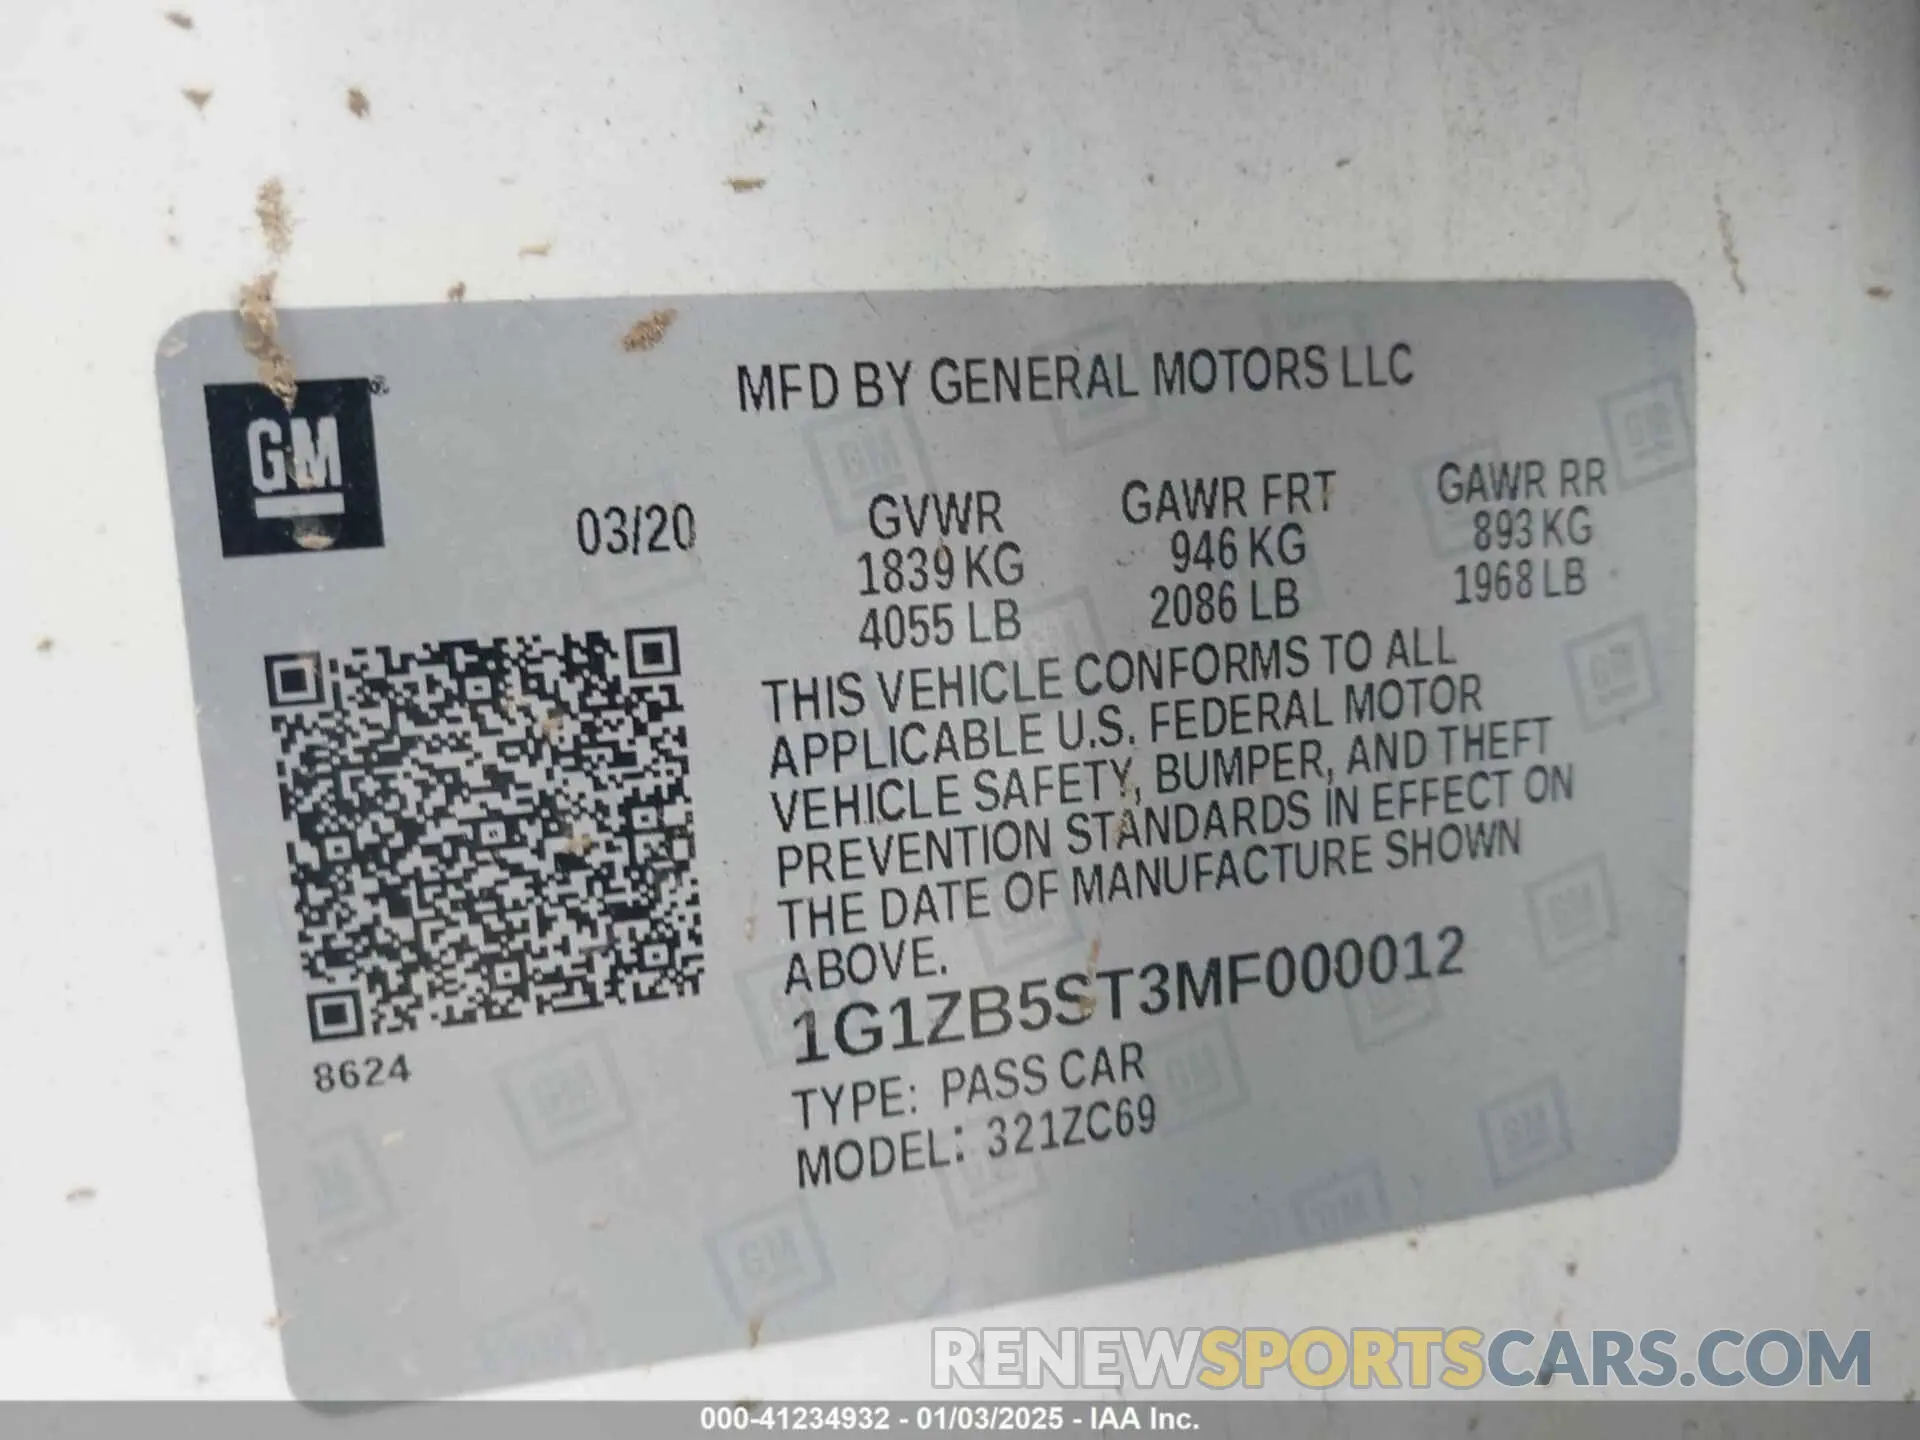 MFD BY GENERAL MOTORS LLC
GM®
03/20
GVWR GAWR FRT GAWR RR
1839 KG 946 KG 893 KG
4055 LB 2086 LB 1968 LB
THIS VEHICLE CONFORMS TO ALL
APPLICABLE U.S. FEDERAL MOTOR
VEHICLE SAFETY, BUMPER, AND THEFT
PREVENTION STANDARDS IN EFFECT ON
THE DATE OF MANUFACTURE SHOWN
ABOVE.
1G1ZB5ST3MF000012
8624
TYPE: PASS CAR
MODEL: 321ZC69
RENEWSPORTSCARS.COM
000-41234932 - 01/03/2025 - IAA Inc.